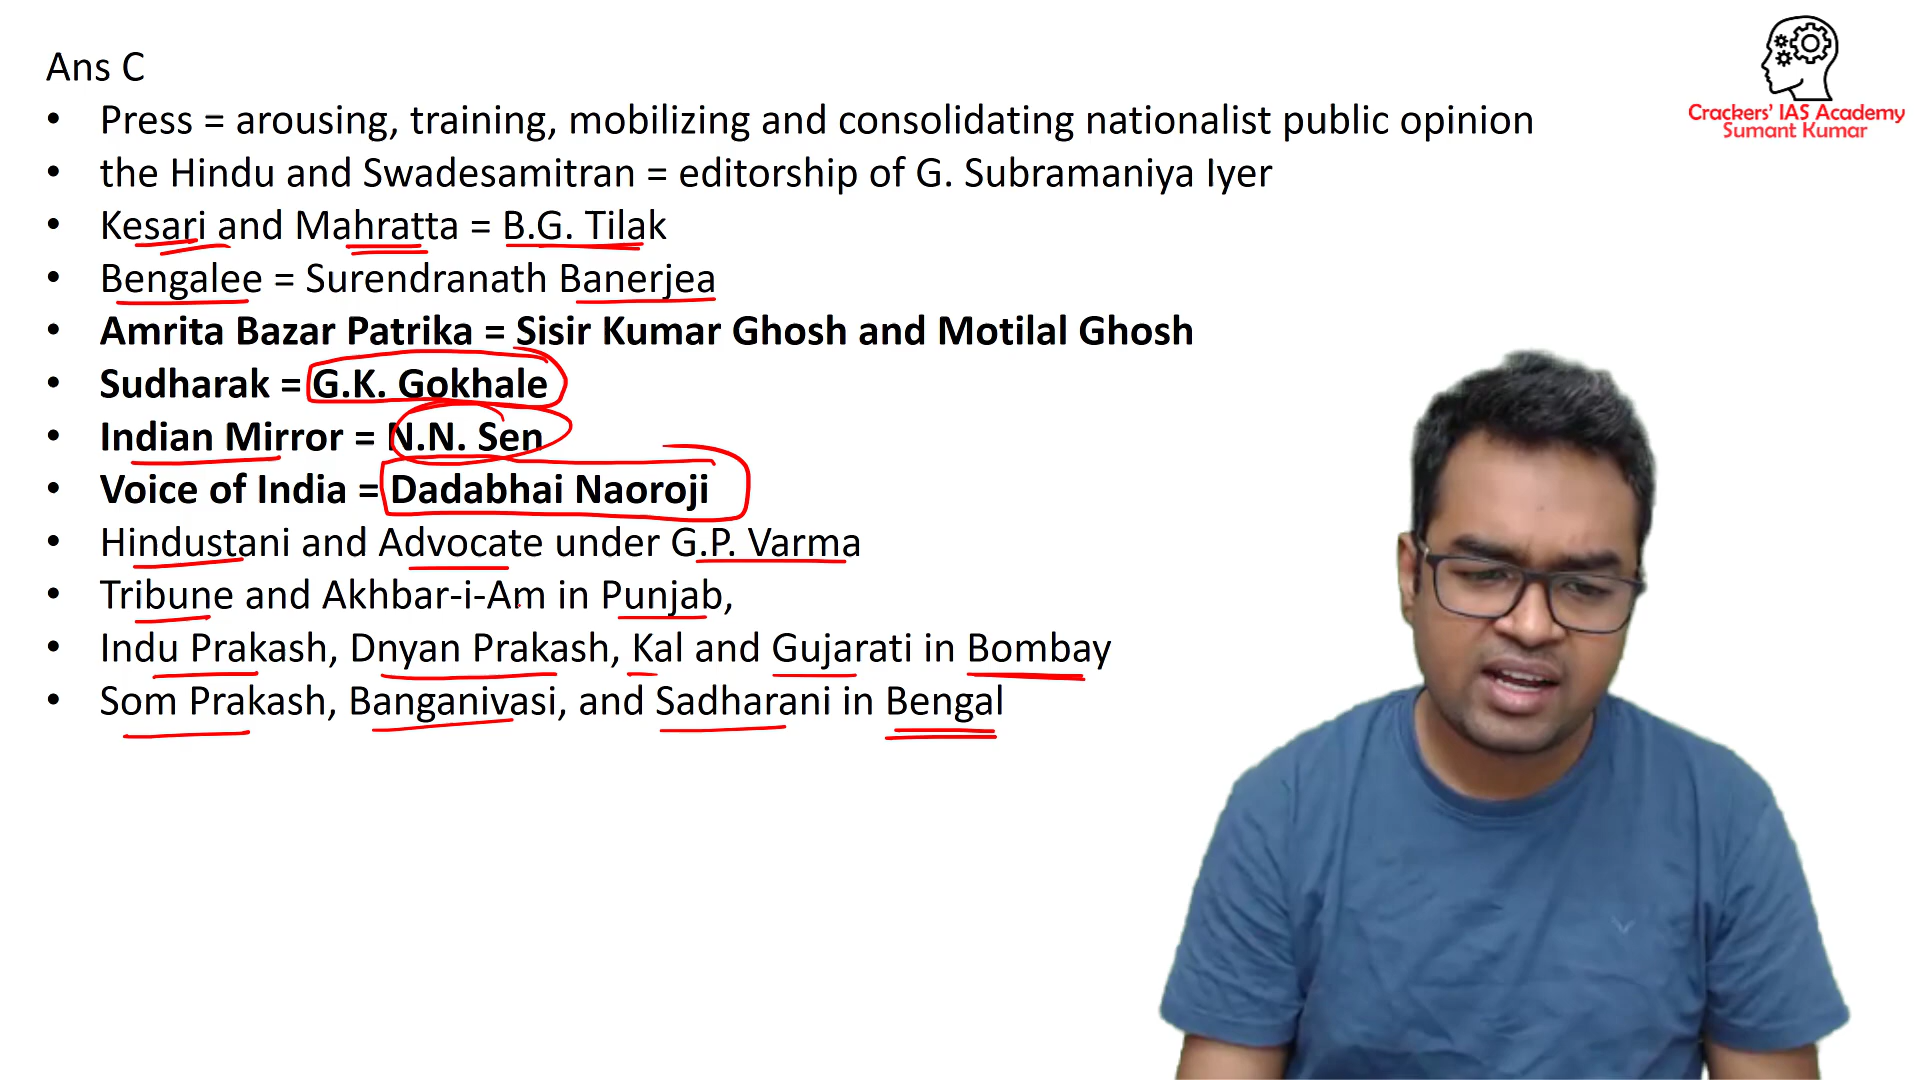 Ans C
• Press = arousing, training, mobilizing and consolidating nationalist public opinion
• the Hindu and Swadesamitran = editorship of G. Subramaniya Iyer
• Kesari and Mahratta = B.G. Tilak
• Bengalee = Surendranath Banerjea
• Amrita Bazar Patrika = Sisir Kumar Ghosh and Motilal Ghosh
• Sudharak = G.K. Gokhale
• Indian Mirror = N.N. Sen
• Voice of India = Dadabhai Naoroji
• Hindustani and Advocate under G.P. Varma
• Tribune and Akhbar-i-Am in Punjab,
• Indu Prakash, Dnyan Prakash, Kal and Gujarati in Bombay
• Som Prakash, Banganivasi, and Sadharani in Bengal
Crackers' IAS Academy
Sumant Kumar